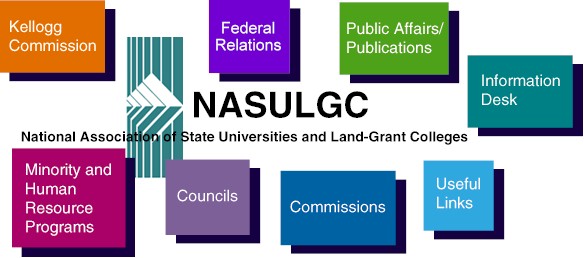 Kellogg
Commission
Federal
Relations
Public Affairs/
Publications
Information
Desk
NASULGC
National Association of State Universities and Land-Grant Colleges
Minority and
Human
Resource
Programs
Councils
Commissions
Useful
Links